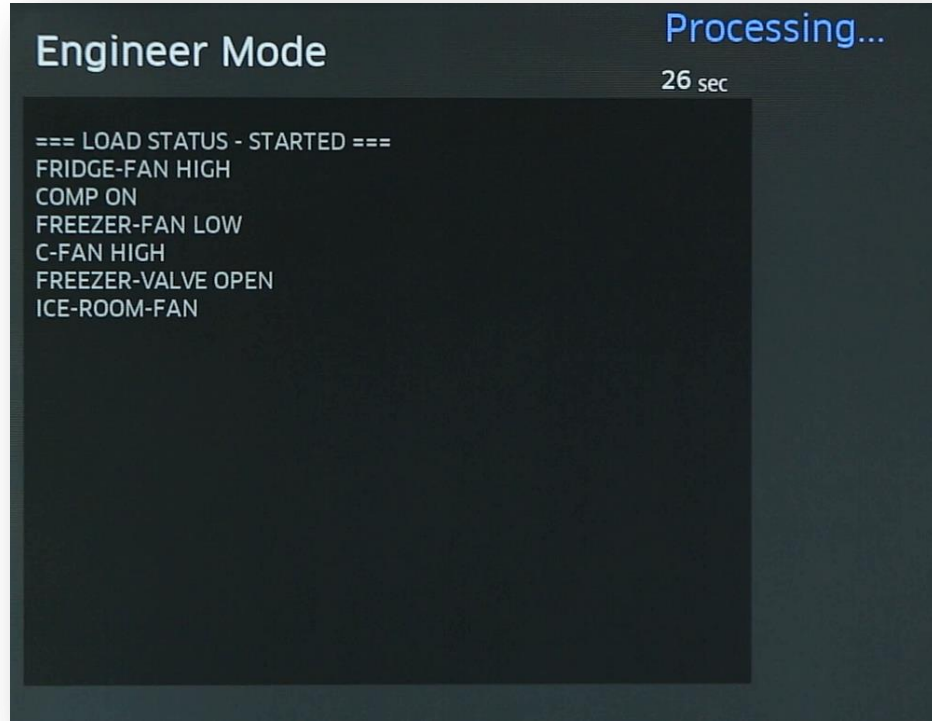 Engineer Mode
Processing...
26 sec
=== LOAD STATUS - STARTED ===
FRIDGE-FAN HIGH
COMP ON
FREEZER-FAN LOW
C-FAN HIGH
FREEZER-VALVE OPEN
ICE-ROOM-FAN